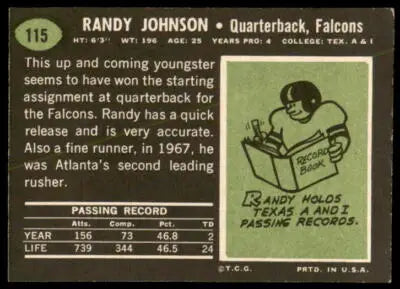 115
RANDY JOHNSON • Quarterback, Falcons
HT: 6'3" WT: 196 AGE: 25 YEARS PRO: 4 COLLEGE: TEX. A & I
This up and coming youngster
seems to have won the starting
assignment at quarterback for
the Falcons. Randy has a quick
release and is very accurate.
Also a fine runner, in 1967, he
was Atlanta's second leading
rusher.
RECORD
BOOK
RANDY HOLDS
TEXAS A AND I
PASSING RECORDS.
PASSING RECORD
Atts. Comp. Pct. TD
YEAR 156 73 46.8 2
LIFE 739 344 46.5 24
©T.C.G. PRTD. IN U.S.A.